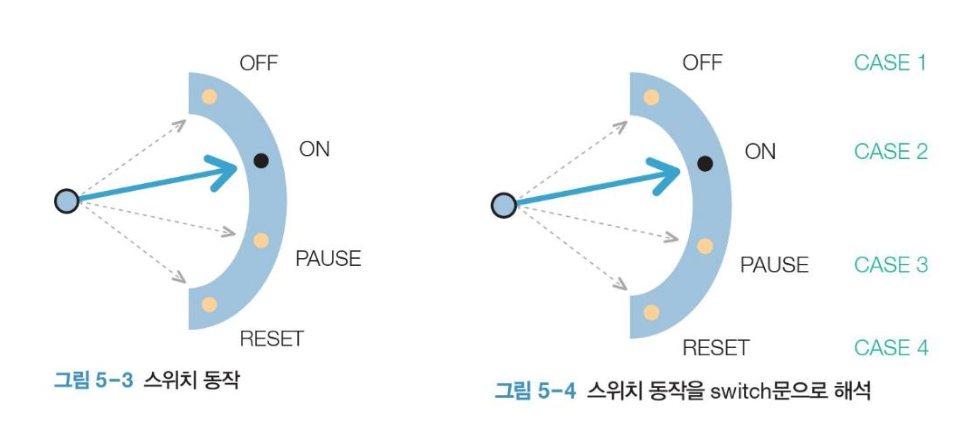 OFF
ON
PAUSE
RESET
그림 5-3 스위치 동작
OFF CASE 1
ON CASE 2
PAUSE CASE 3
RESET CASE 4
그림 5-4 스위치 동작을 switch문으로 해석